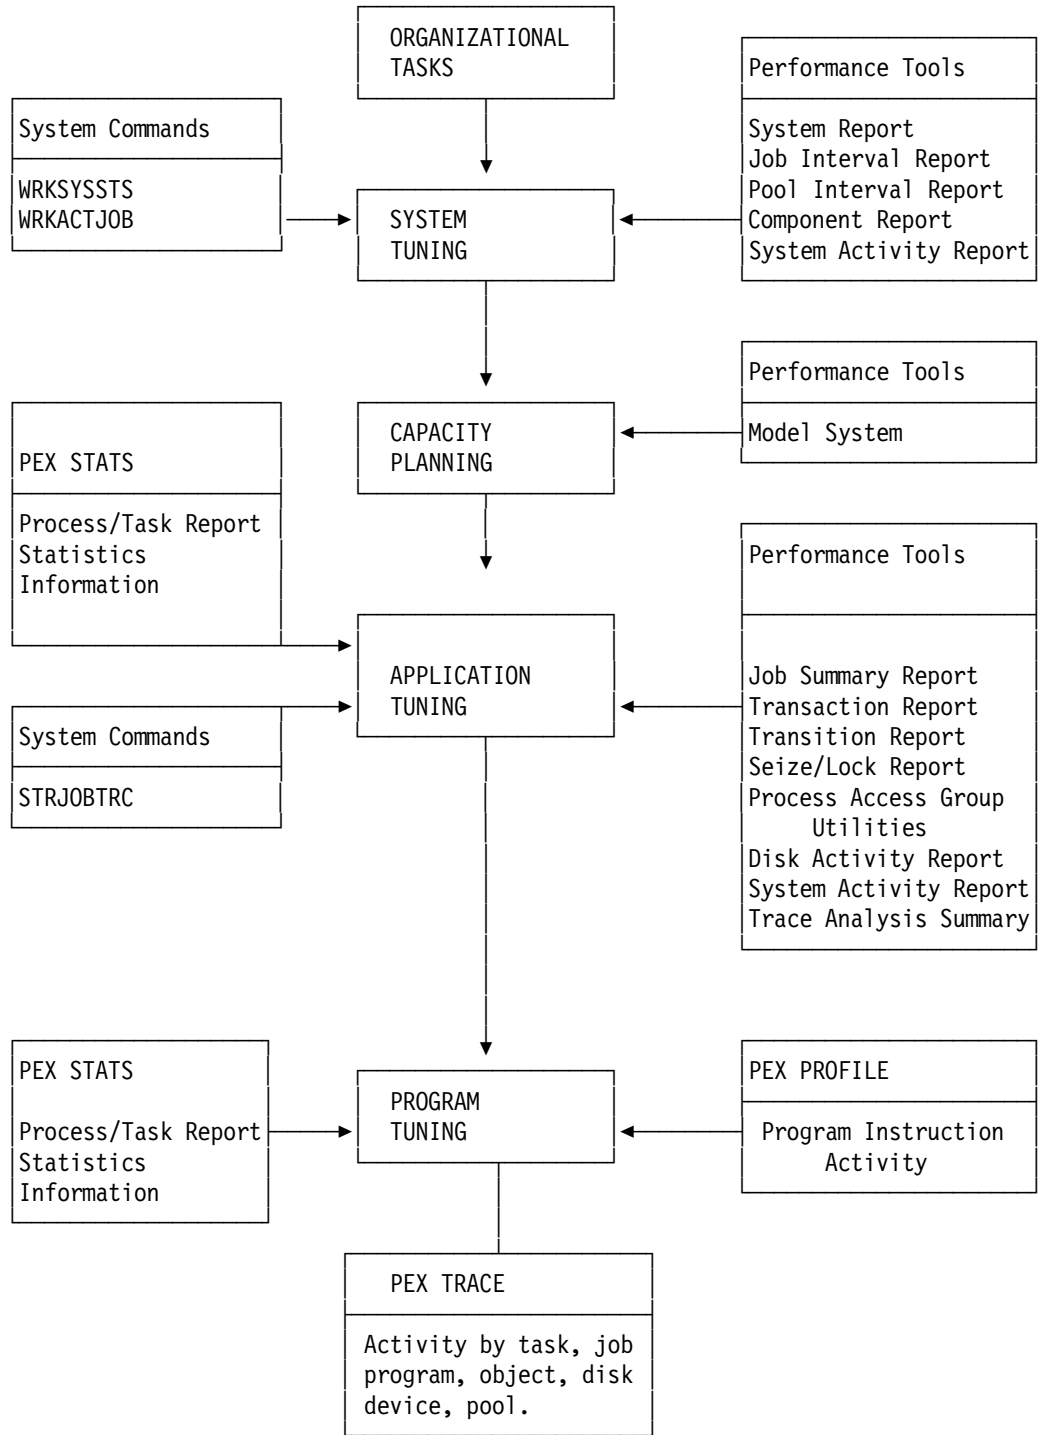 ORGANIZATIONAL
TASKS
Performance Tools
System Report
Job Interval Report
Pool Interval Report
Component Report
System Activity Report
System Commands
WRKSYSSTS
WRKACTJOB
SYSTEM
TUNING
Performance Tools
Model System
CAPACITY
PLANNING
PEX STATS
Process/Task Report
Statistics
Information
Performance Tools
Job Summary Report
Transaction Report
Transition Report
Seize/Lock Report
Process Access Group
Utilities
Disk Activity Report
System Activity Report
Trace Analysis Summary
APPLICATION
TUNING
System Commands
STRJOBTRC
PEX STATS
Process/Task Report
Statistics
Information
PROGRAM
TUNING
PEX PROFILE
Program Instruction
Activity
PEX TRACE
Activity by task, job
program, object, disk
device, pool.